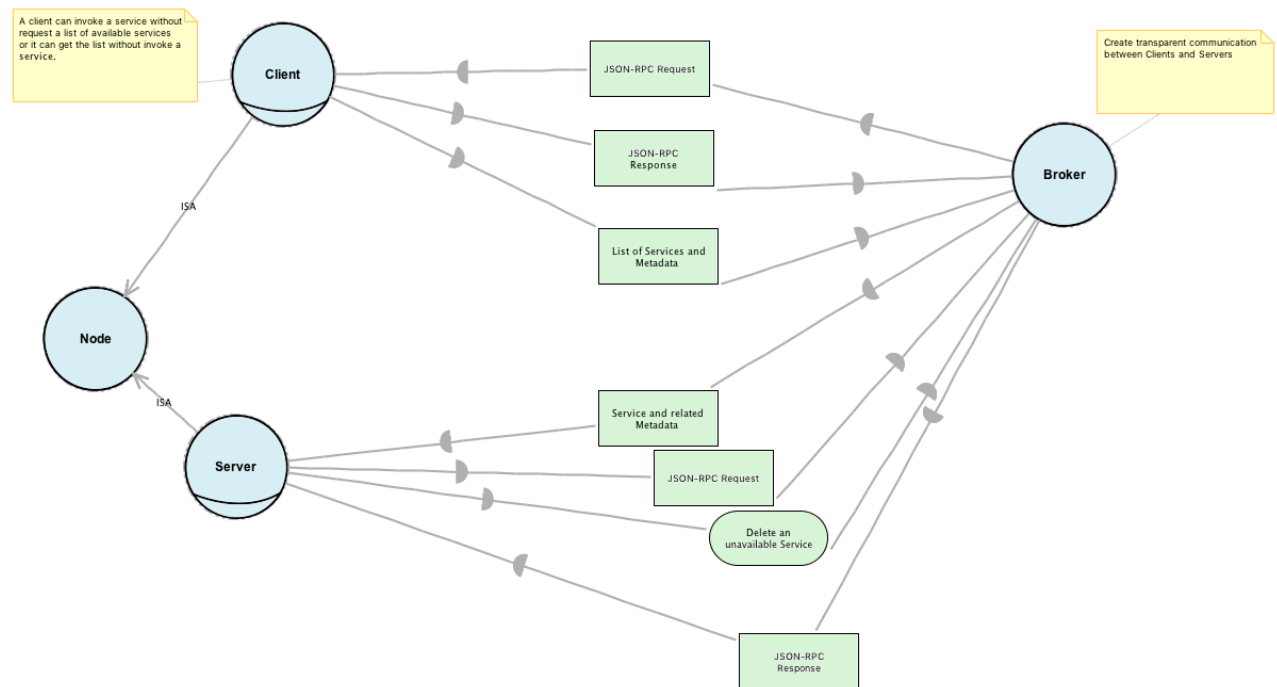 A client can invoke a service without
request a list of available services
or it can get the list without invoke a
service.
Client
JSON-RPC Request
Create transparent communication
between Clients and Servers
JSON-RPC
Response
Broker
ISA
List of Services and
Metadata
Node
ISA
Service and related
Metadata
Server
JSON-RPC Request
Delete an
unavailable Service
JSON-RPC
Response